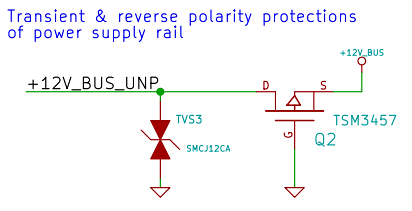 Transient & reverse polarity protections
of power supply rail
+12V_BUS
+12V_BUS_UNP
D
S
TVS3
TSM3457
G
Q2
SMCJ12CA